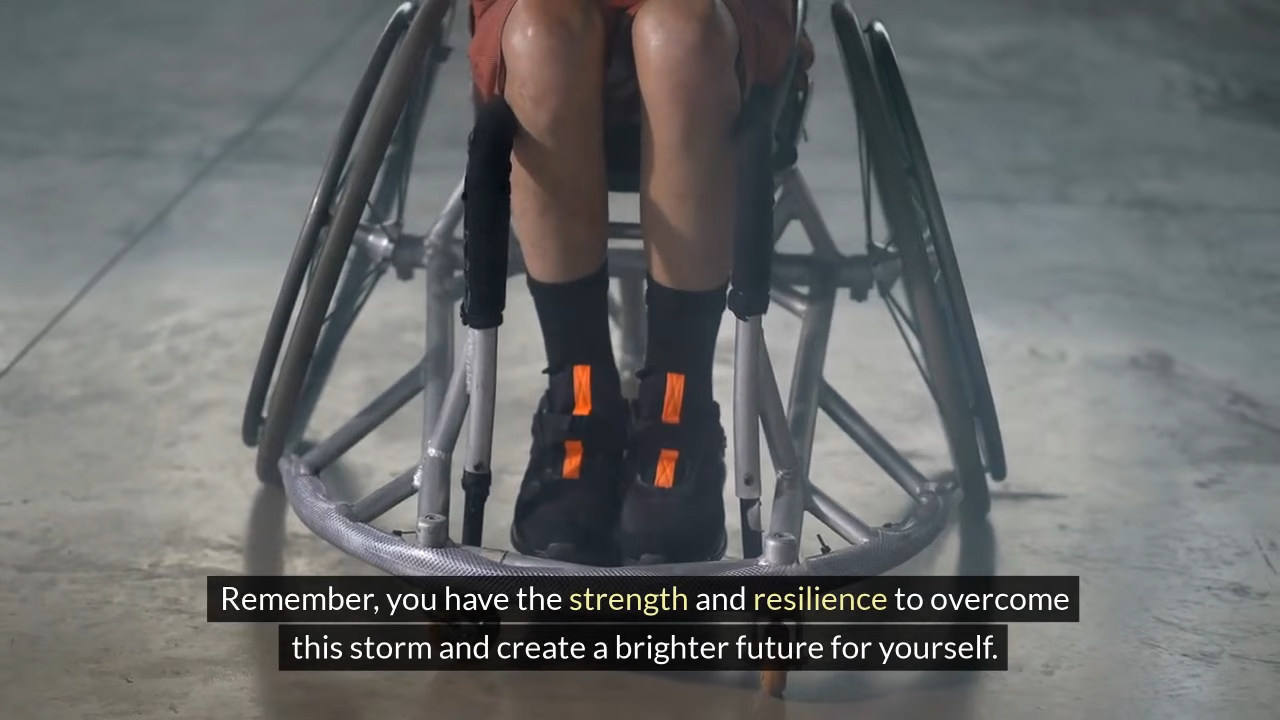 Remember, you have the strength and resilience to overcome
this storm and create a brighter future for yourself.